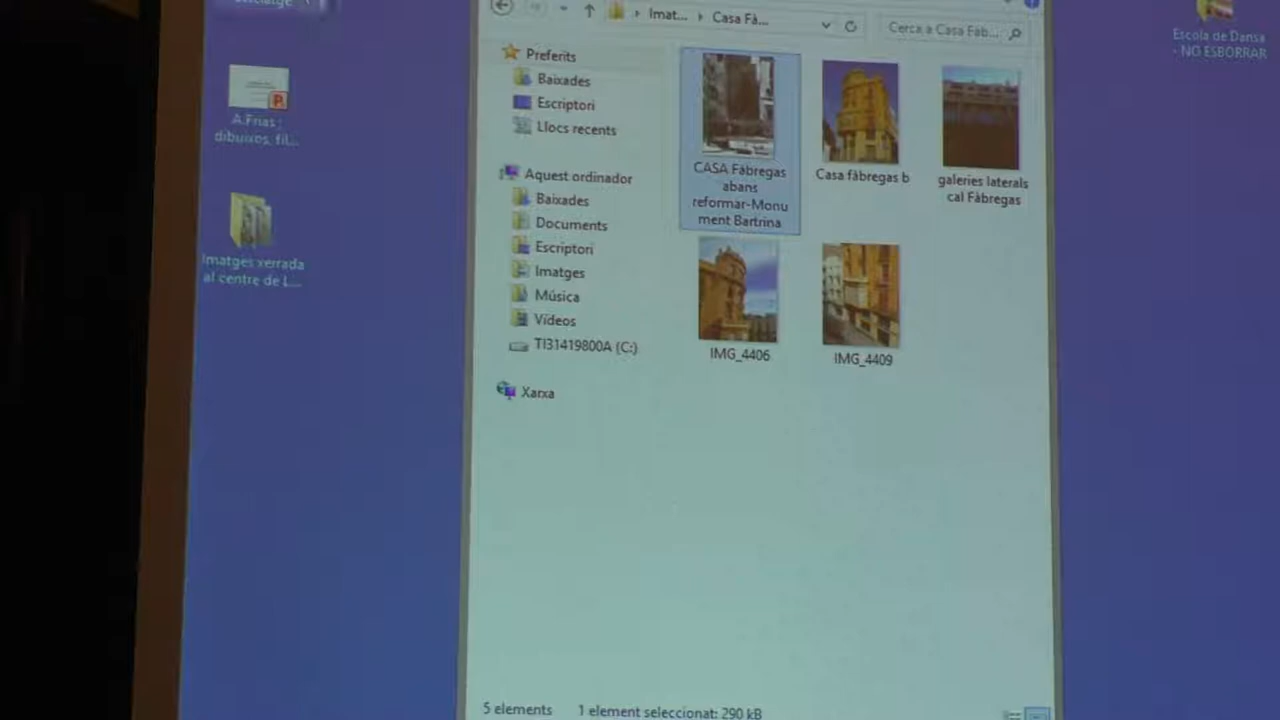 A.Frias :
dibuixos, fil...
Imatges xerrada
al centre de L...
Imat...
Casa Fà...
Cerca a Casa Fàb...
Preferits
Baixades
Escriptori
Llocs recents
Aquest ordinador
Baixades
Documents
Escriptori
Imatges
Música
Vídeos
TI31419800A (C:)
Xarxa
CASA Fàbregas
abans
reformar-Monu
ment Bartrina
Casa fàbregas b
galeries laterals
cal Fàbregas
IMG_4406
IMG_4409
5 elements
1 element seleccionat: 290 kB
Escola de Dansa
- NO ESBORRAR